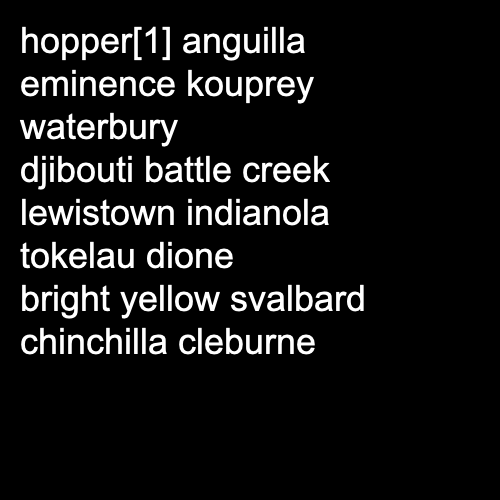 hopper[1] anguilla
eminence kouprey
waterbury
djibouti battle creek
lewistown indianola
tokelau dione
bright yellow svalbard
chinchilla cleburne